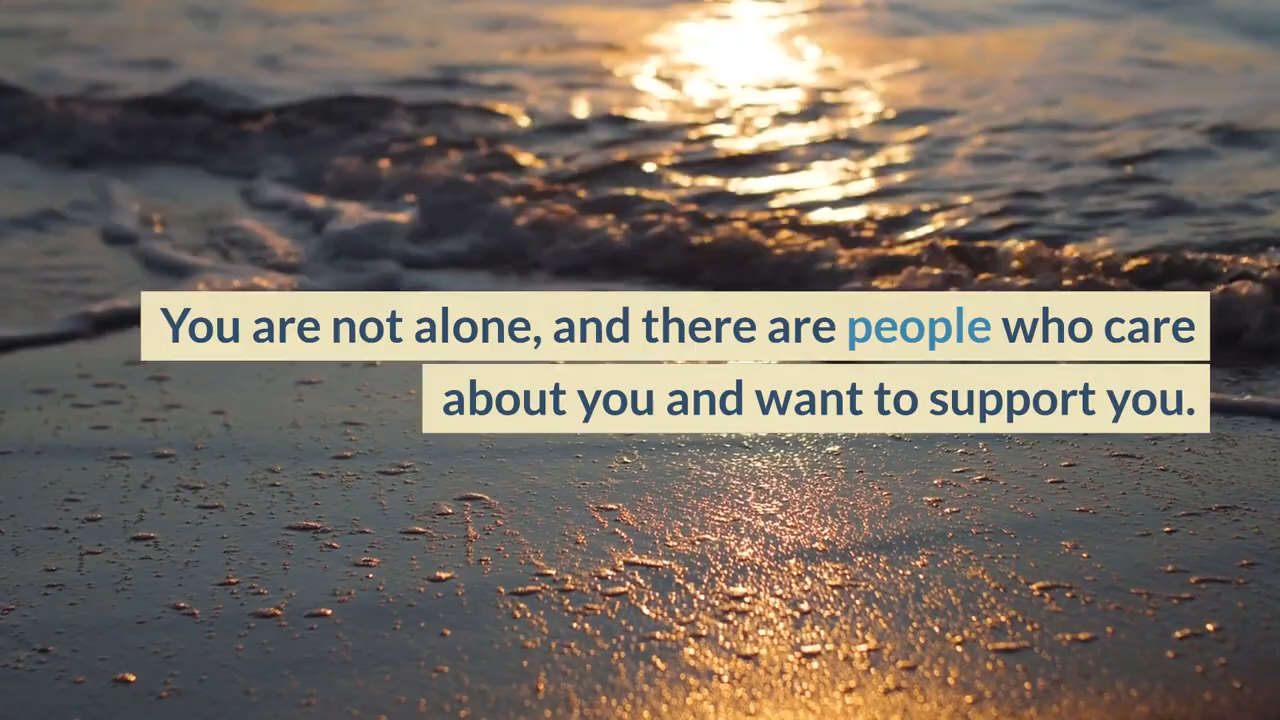 You are not alone, and there are people who care
about you and want to support you.